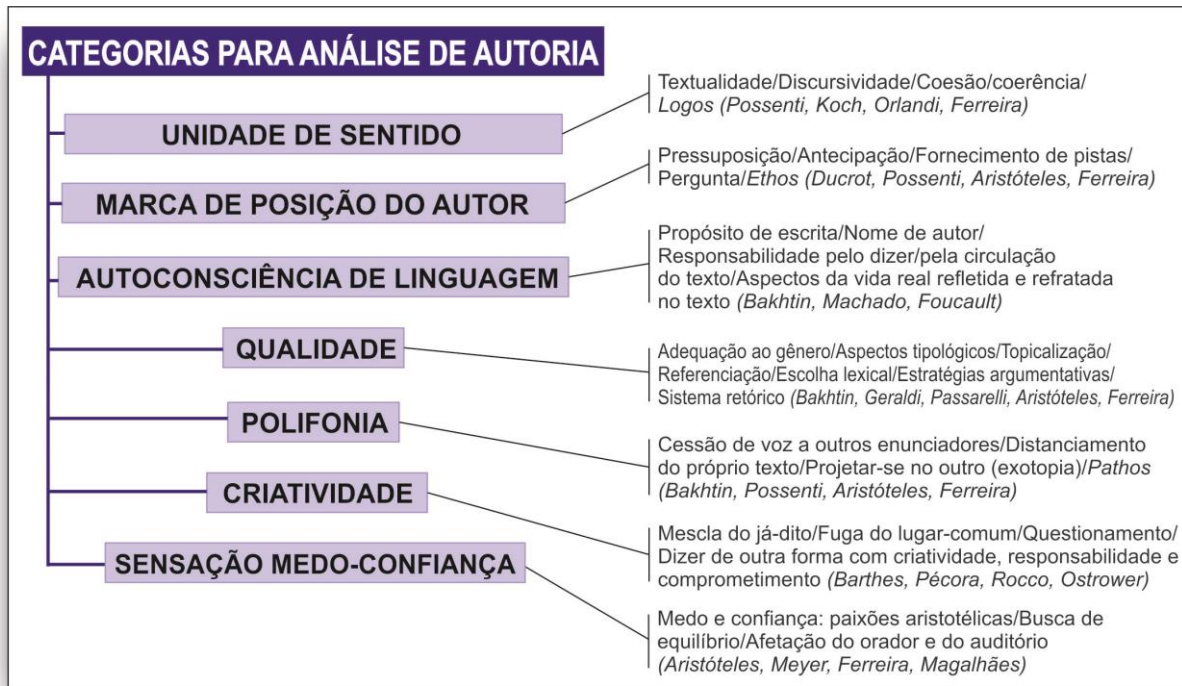 CATEGORIAS PARA ANÁLISE DE AUTORIA
UNIDADE DE SENTIDO
Textualidade/Discursividade/Coesão/coerência/
Logos (Possenti, Koch, Orlandi, Ferreira)
MARCA DE POSIÇÃO DO AUTOR
Pressuposição/Antecipação/Fornecimento de pistas/
Pergunta/Ethos (Ducrot, Possenti, Aristóteles, Ferreira)
AUTOCONSCIÊNCIA DE LINGUAGEM
Propósito de escrita/Nome de autor/
Responsabilidade pelo dizer/pela circulação
do texto/Aspectos da vida real refletida e refratada
no texto (Bakhtin, Machado, Foucault)
QUALIDADE
Adequação ao gênero/Aspectos tipológicos/Topicalização/
Referenciação/Escolha lexical/Estratégias argumentativas/
Sistema retórico (Bakhtin, Geraldi, Passarelli, Aristóteles, Ferreira)
POLIFONIA
Cessão de voz a outros enunciadores/Distanciamento
do próprio texto/Projetar-se no outro (exotopia)/Pathos
(Bakhtin, Possenti, Aristóteles, Ferreira)
CRIATIVIDADE
Mescla do já-dito/Fuga do lugar-comum/Questionamento/
Dizer de outra forma com criatividade, responsabilidade e
comprometimento (Barthes, Pécora, Rocco, Ostrower)
SENSAÇÃO MEDO-CONFIANÇA
Medo e confiança: paixões aristotélicas/Busca de
equilíbrio/Afetação do orador e do auditório
(Aristóteles, Meyer, Ferreira, Magalhães)